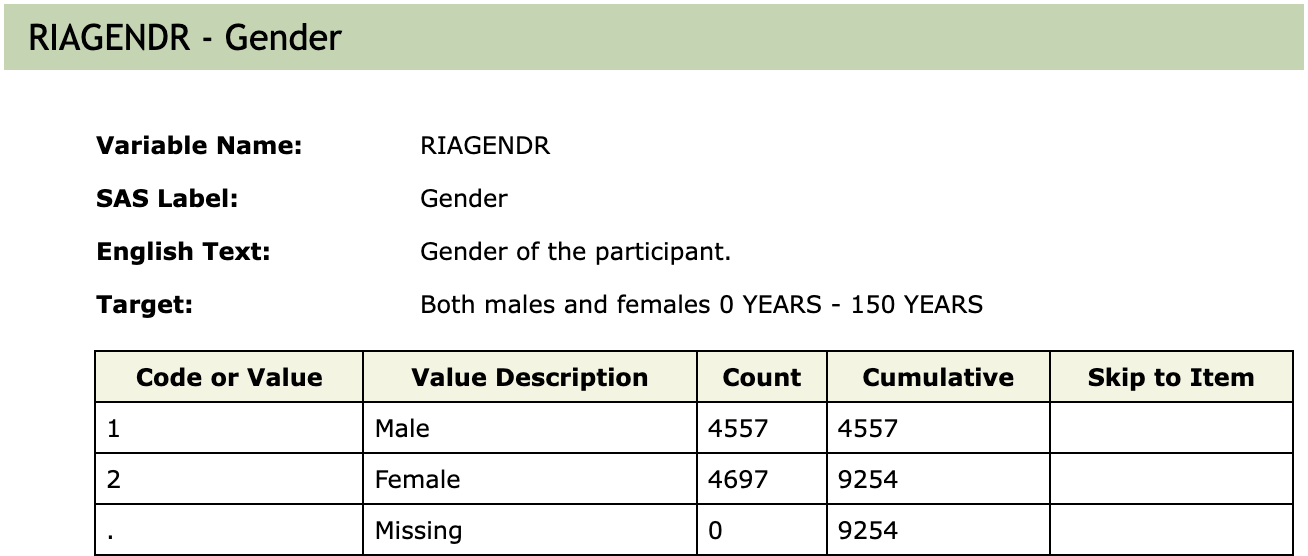 RIAGENDR - Gender
Variable Name: RIAGENDR
SAS Label: Gender
English Text: Gender of the participant.
Target: Both males and females 0 YEARS - 150 YEARS
Code or Value Value Description Count Cumulative Skip to Item
1 Male 4557 4557
2 Female 4697 9254
. Missing 0 9254